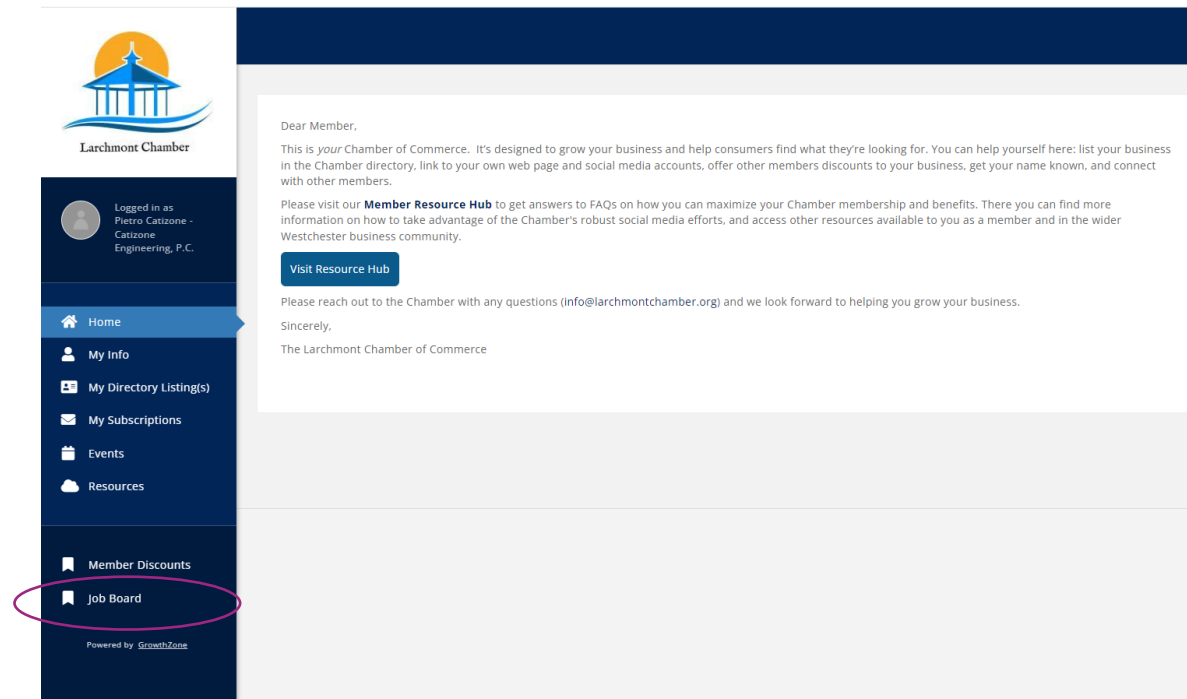 Larchmont Chamber
Logged in as
Pietro Catizone -
Catizone
Engineering, P.C.
Home
My Info
My Directory Listing(s)
My Subscriptions
Events
Resources
Member Discounts
Job Board
Powered by GrowthZone
Dear Member,
This is your Chamber of Commerce. It's designed to grow your business and help consumers find what they're looking for. You can help yourself here: list your business
in the Chamber directory, link to your own web page and social media accounts, offer other members discounts to your business, get your name known, and connect
with other members.
Please visit our Member Resource Hub to get answers to FAQs on how you can maximize your Chamber membership and benefits. There you can find more
information on how to take advantage of the Chamber's robust social media efforts, and access other resources available to you as a member and in the wider
Westchester business community.
Visit Resource Hub
Please reach out to the Chamber with any questions (info@larchmontchamber.org) and we look forward to helping you grow your business.
Sincerely,
The Larchmont Chamber of Commerce